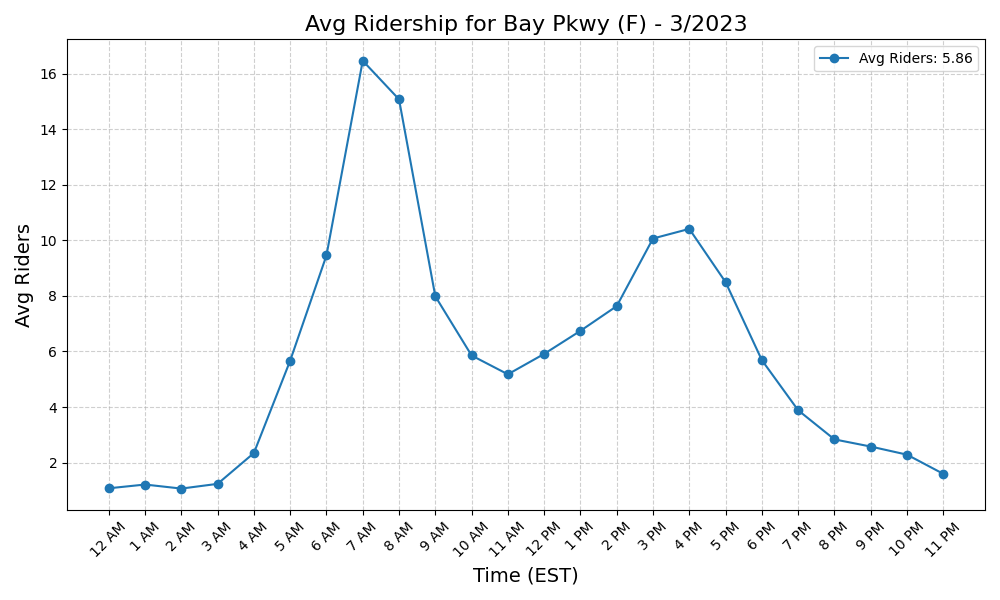 Avg Ridership for Bay Pkwy (F) - 3/2023
Avg Riders: 5.86
Avg Riders
16
14
12
10
8
6
4
2
12 AM
1 AM
2 AM
3 AM
4 AM
5 AM
6 AM
7 AM
8 AM
9 AM
10 AM
11 AM
12 PM
1 PM
2 PM
3 PM
4 PM
5 PM
6 PM
7 PM
8 PM
9 PM
10 PM
11 PM
Time (EST)